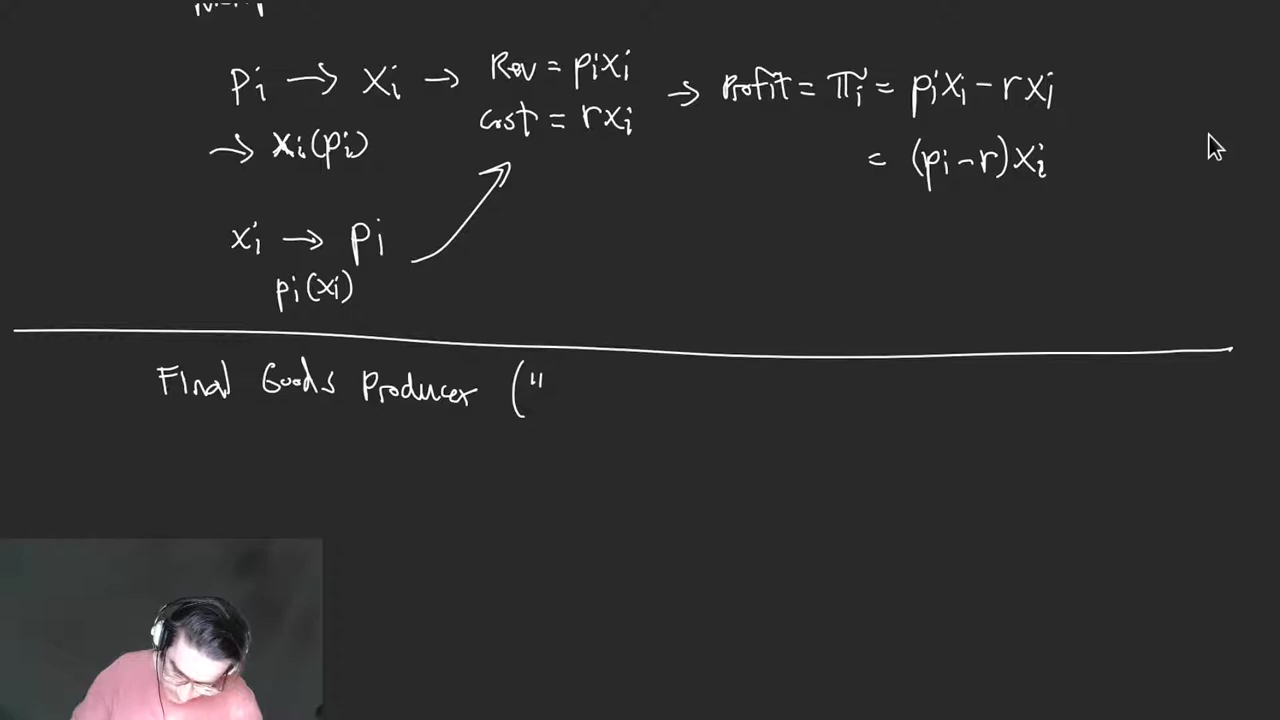 pi → xi → Rev = pixi → Profit = πi = pixi − rxi
→ xi(pi) cost = rxi = (pi − r)xi
xi → pi
pi(xi)
Final Goods Producer ("